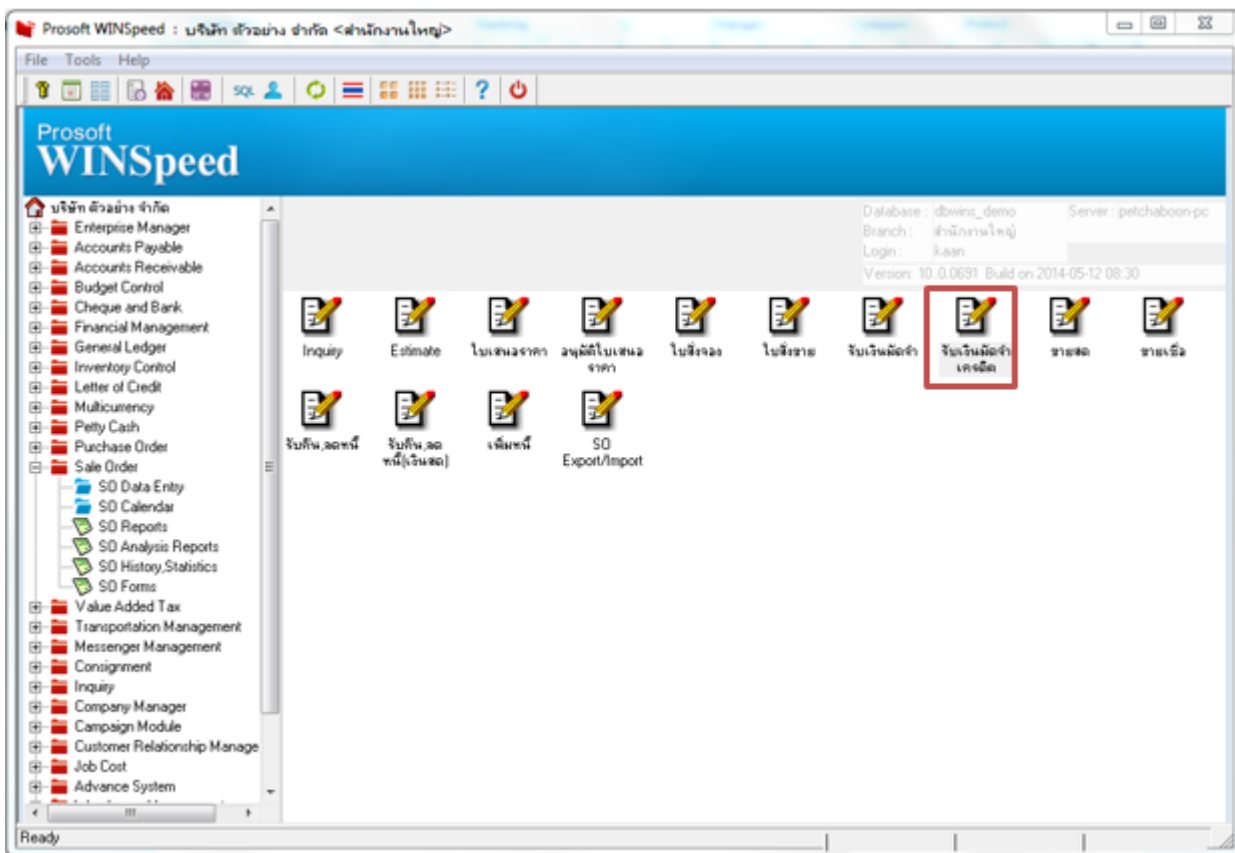 Prosoft WINSpeed : บริษัท ตัวอย่าง จำกัด <สำนักงานใหญ่>
File Tools Help
SQL
Prosoft
WINSpeed
Database : dbwins_demo Server : petchaboon-pc
Branch : สำนักงานใหญ่
Login : kaan
Version: 10.0.0691 Build on 2014-05-12 08:30
บริษัท ตัวอย่าง จำกัด
Enterprise Manager
Accounts Payable
Accounts Receivable
Budget Control
Cheque and Bank
Financial Management
General Ledger
Inventory Control
Letter of Credit
Multicurrency
Petty Cash
Purchase Order
Sale Order
SO Data Entry
SO Calendar
SO Reports
SO Analysis Reports
SO History,Statistics
SO Forms
Value Added Tax
Transportation Management
Messenger Management
Consignment
Inquiry
Company Manager
Campaign Module
Customer Relationship Manage
Job Cost
Advance System
Inquiry
Estimate
ใบเสนอราคา
อนุมัติใบเสนอ
ราคา
ใบสั่งจอง
ใบสั่งขาย
รับเงินมัดจำ
รับเงินมัดจำ
เครดิต
ขายสด
ขายเชื่อ
รับคืน,ลดหนี้
รับคืน,ลด
หนี้(เงินสด)
เพิ่มหนี้
SO
Export/Import
Ready